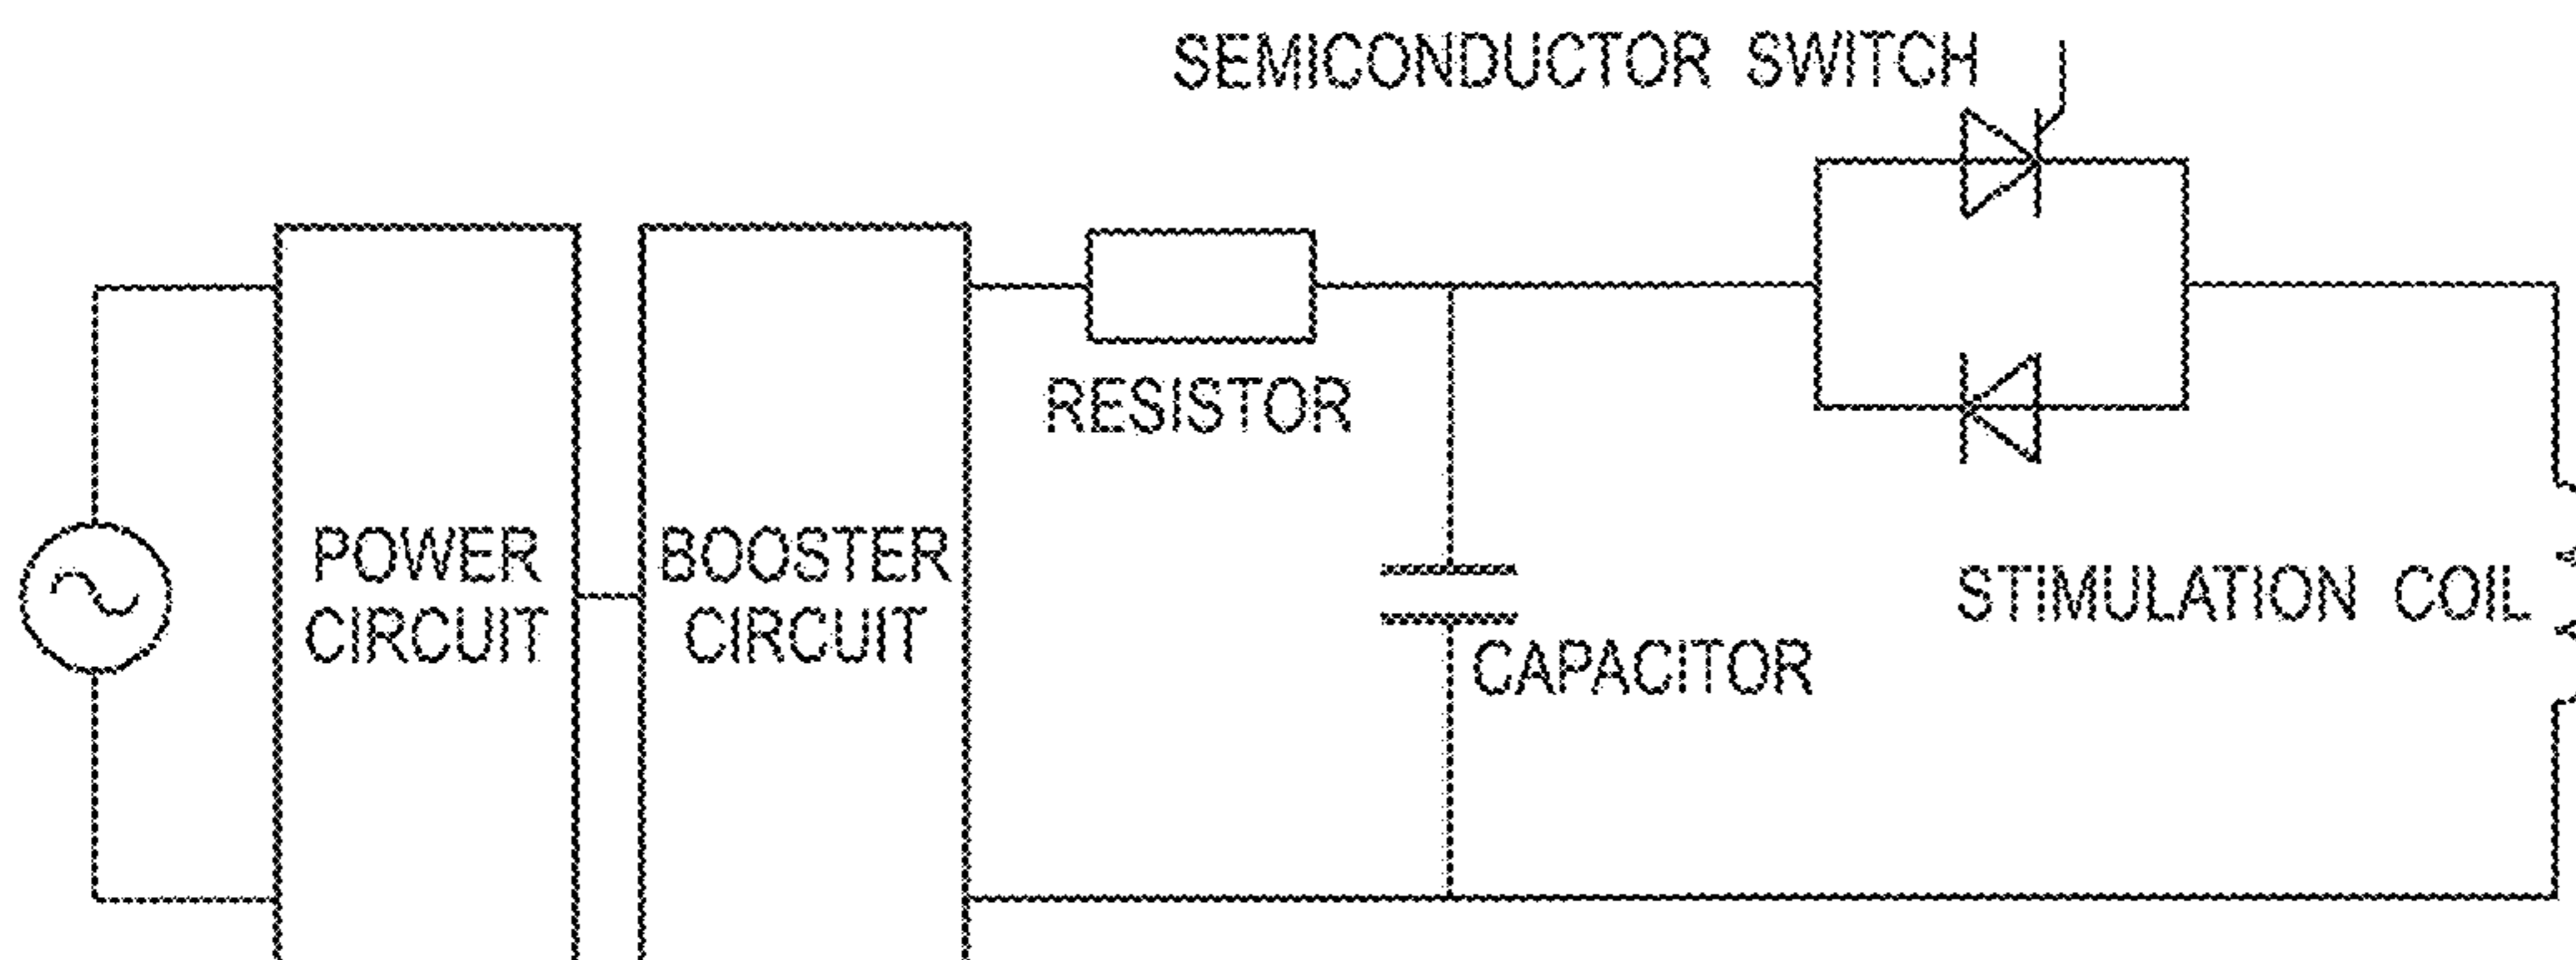 SEMICONDUCTOR SWITCH
RESISTOR
POWER
CIRCUIT
BOOSTER
CIRCUIT
CAPACITOR
STIMULATION COIL